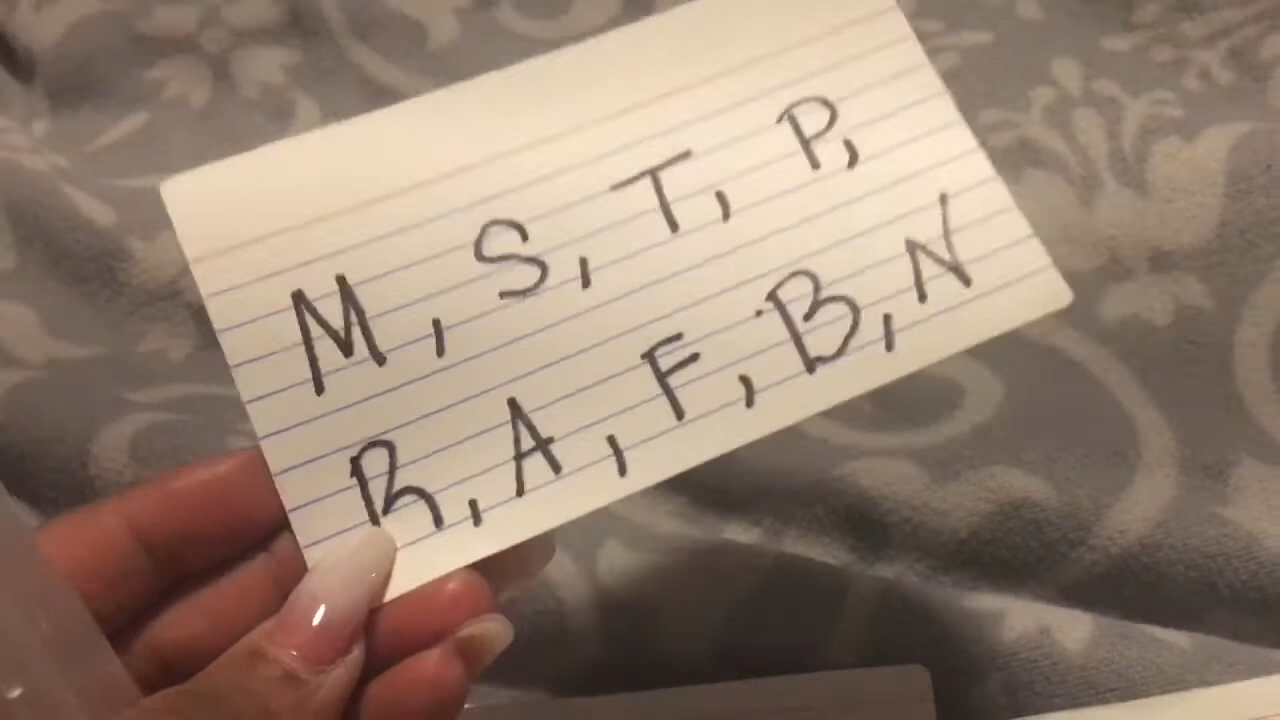 M, S, T, P,
R, A, F, B, N